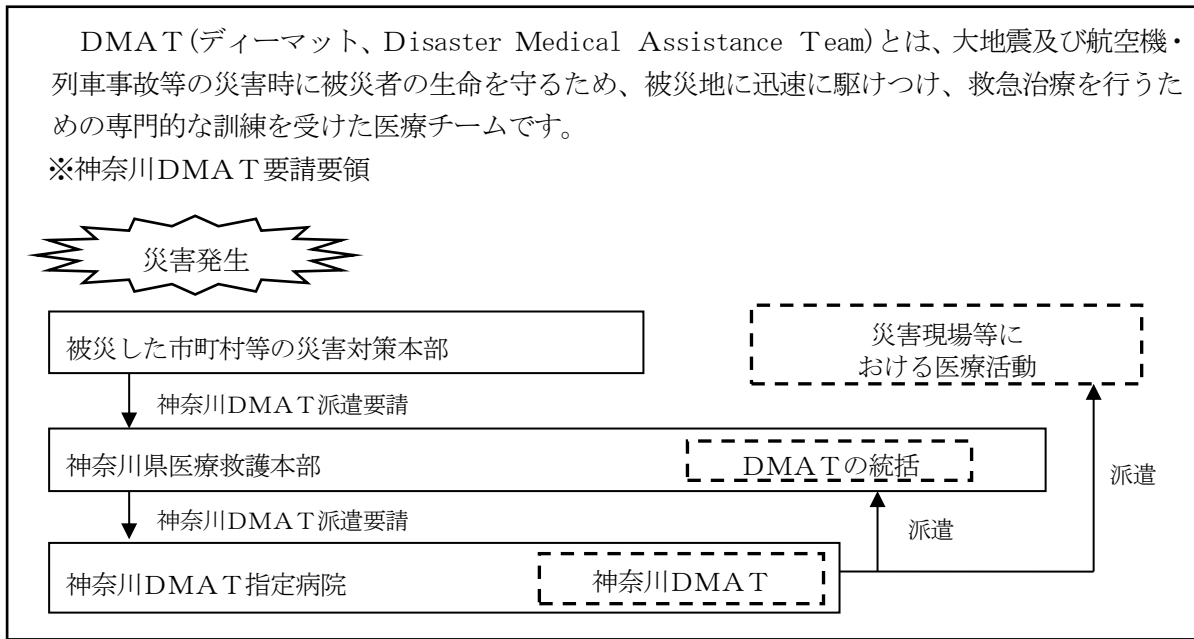 DMAT(ディーマット、Disaster Medical Assistance Team)とは、大地震及び航空機・
列車事故等の災害時に被災者の生命を守るため、被災地に迅速に駆けつけ、救急治療を行うた
めの専門的な訓練を受けた医療チームです。
※神奈川DMAT要請要領
災害発生
被災した市町村等の災害対策本部
災害現場等に
おける医療活動
神奈川DMAT派遣要請
神奈川県医療救護本部
DMATの統括
派遣
神奈川DMAT派遣要請
派遣
神奈川DMAT指定病院
神奈川DMAT